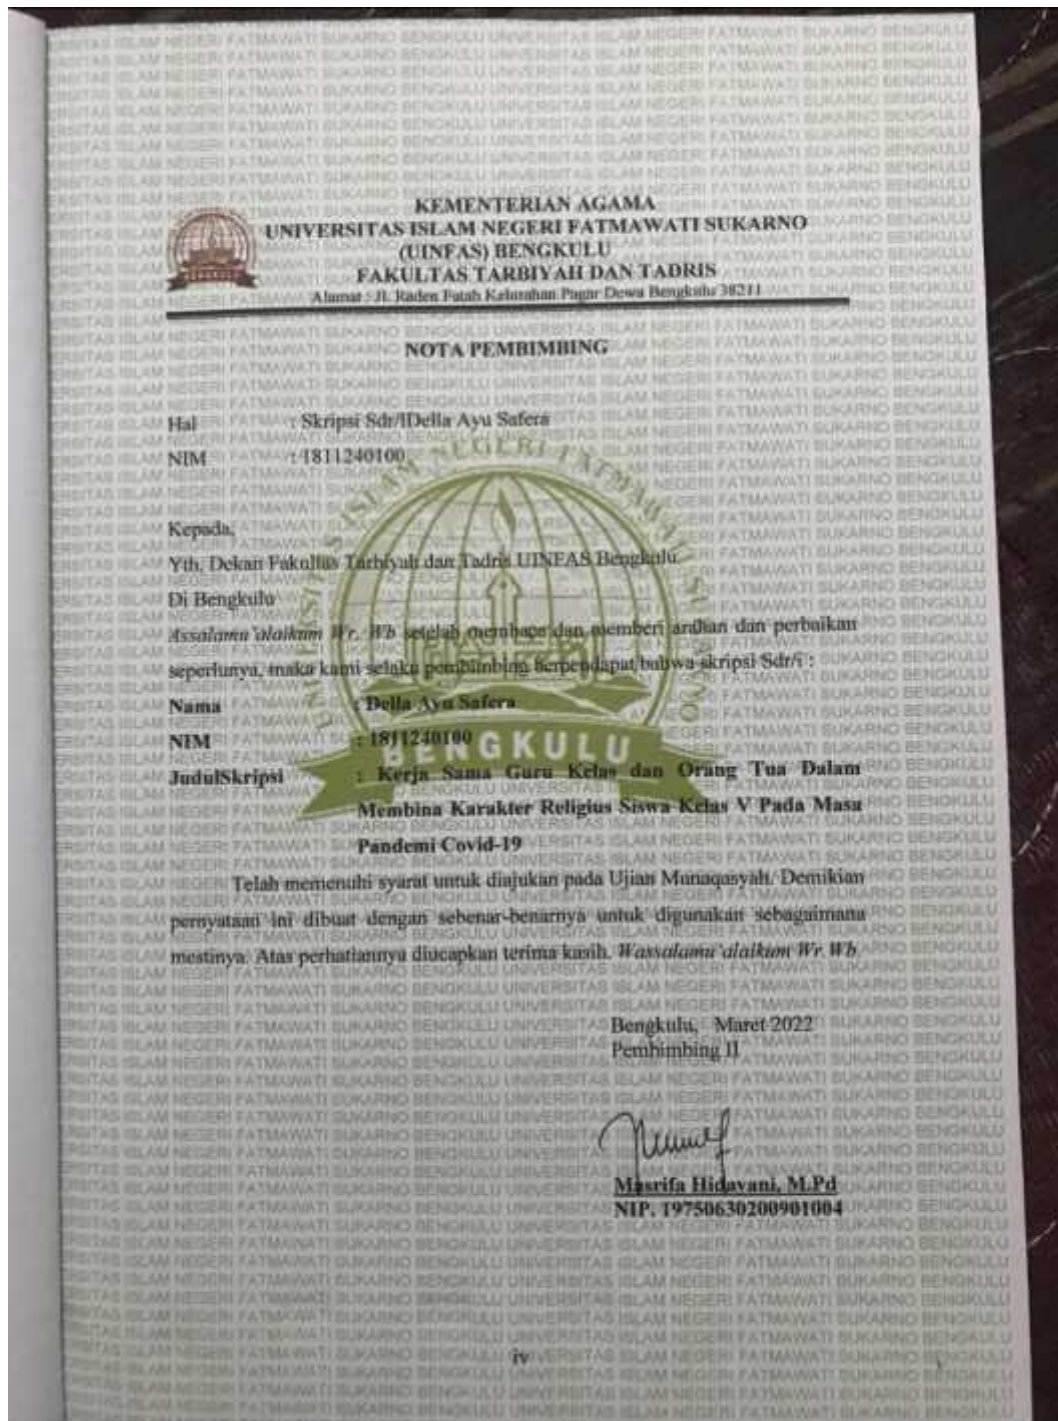 KEMENTERIAN AGAMA
UNIVERSITAS ISLAM NEGERI FATMAWATI SUKARNO
(UINFAS) BENGKULU
FAKULTAS TARBIYAH DAN TADRIS
Alamat : Jl. Raden Fatah Kelurahan Pagar Dewa Bengkulu 38211
NOTA PEMBIMBING
Hal : Skripsi Sdr/IDella Ayu Safera
NIM : 1811240100
Kepada,
Yth. Dekan Fakultas Tarbiyah dan Tadris UINFAS Bengkulu
Di Bengkulu
Assalamu'alaikum Wr. Wb setelah membaca dan memberi arahan dan perbaikan
seperlunya, maka kami selaku pembimbing berpendapat bahwa skripsi Sdr/i :
Nama : Della Ayu Safera
NIM : 1811240100
JudulSkripsi : Kerja Sama Guru Kelas dan Orang Tua Dalam
Membina Karakter Religius Siswa Kelas V Pada Masa
Pandemi Covid-19
Telah memenuhi syarat untuk diajukan pada Ujian Munaqasyah. Demikian
pernyataan ini dibuat dengan sebenar-benarnya untuk digunakan sebagaimana
mestinya. Atas perhatiannya diucapkan terima kasih. Wassalamu'alaikum Wr. Wb.
BENGKULU
Bengkulu, Maret 2022
Pembimbing II
Masrifa Hidayani, M.Pd
NIP. 19750630200901004
iv